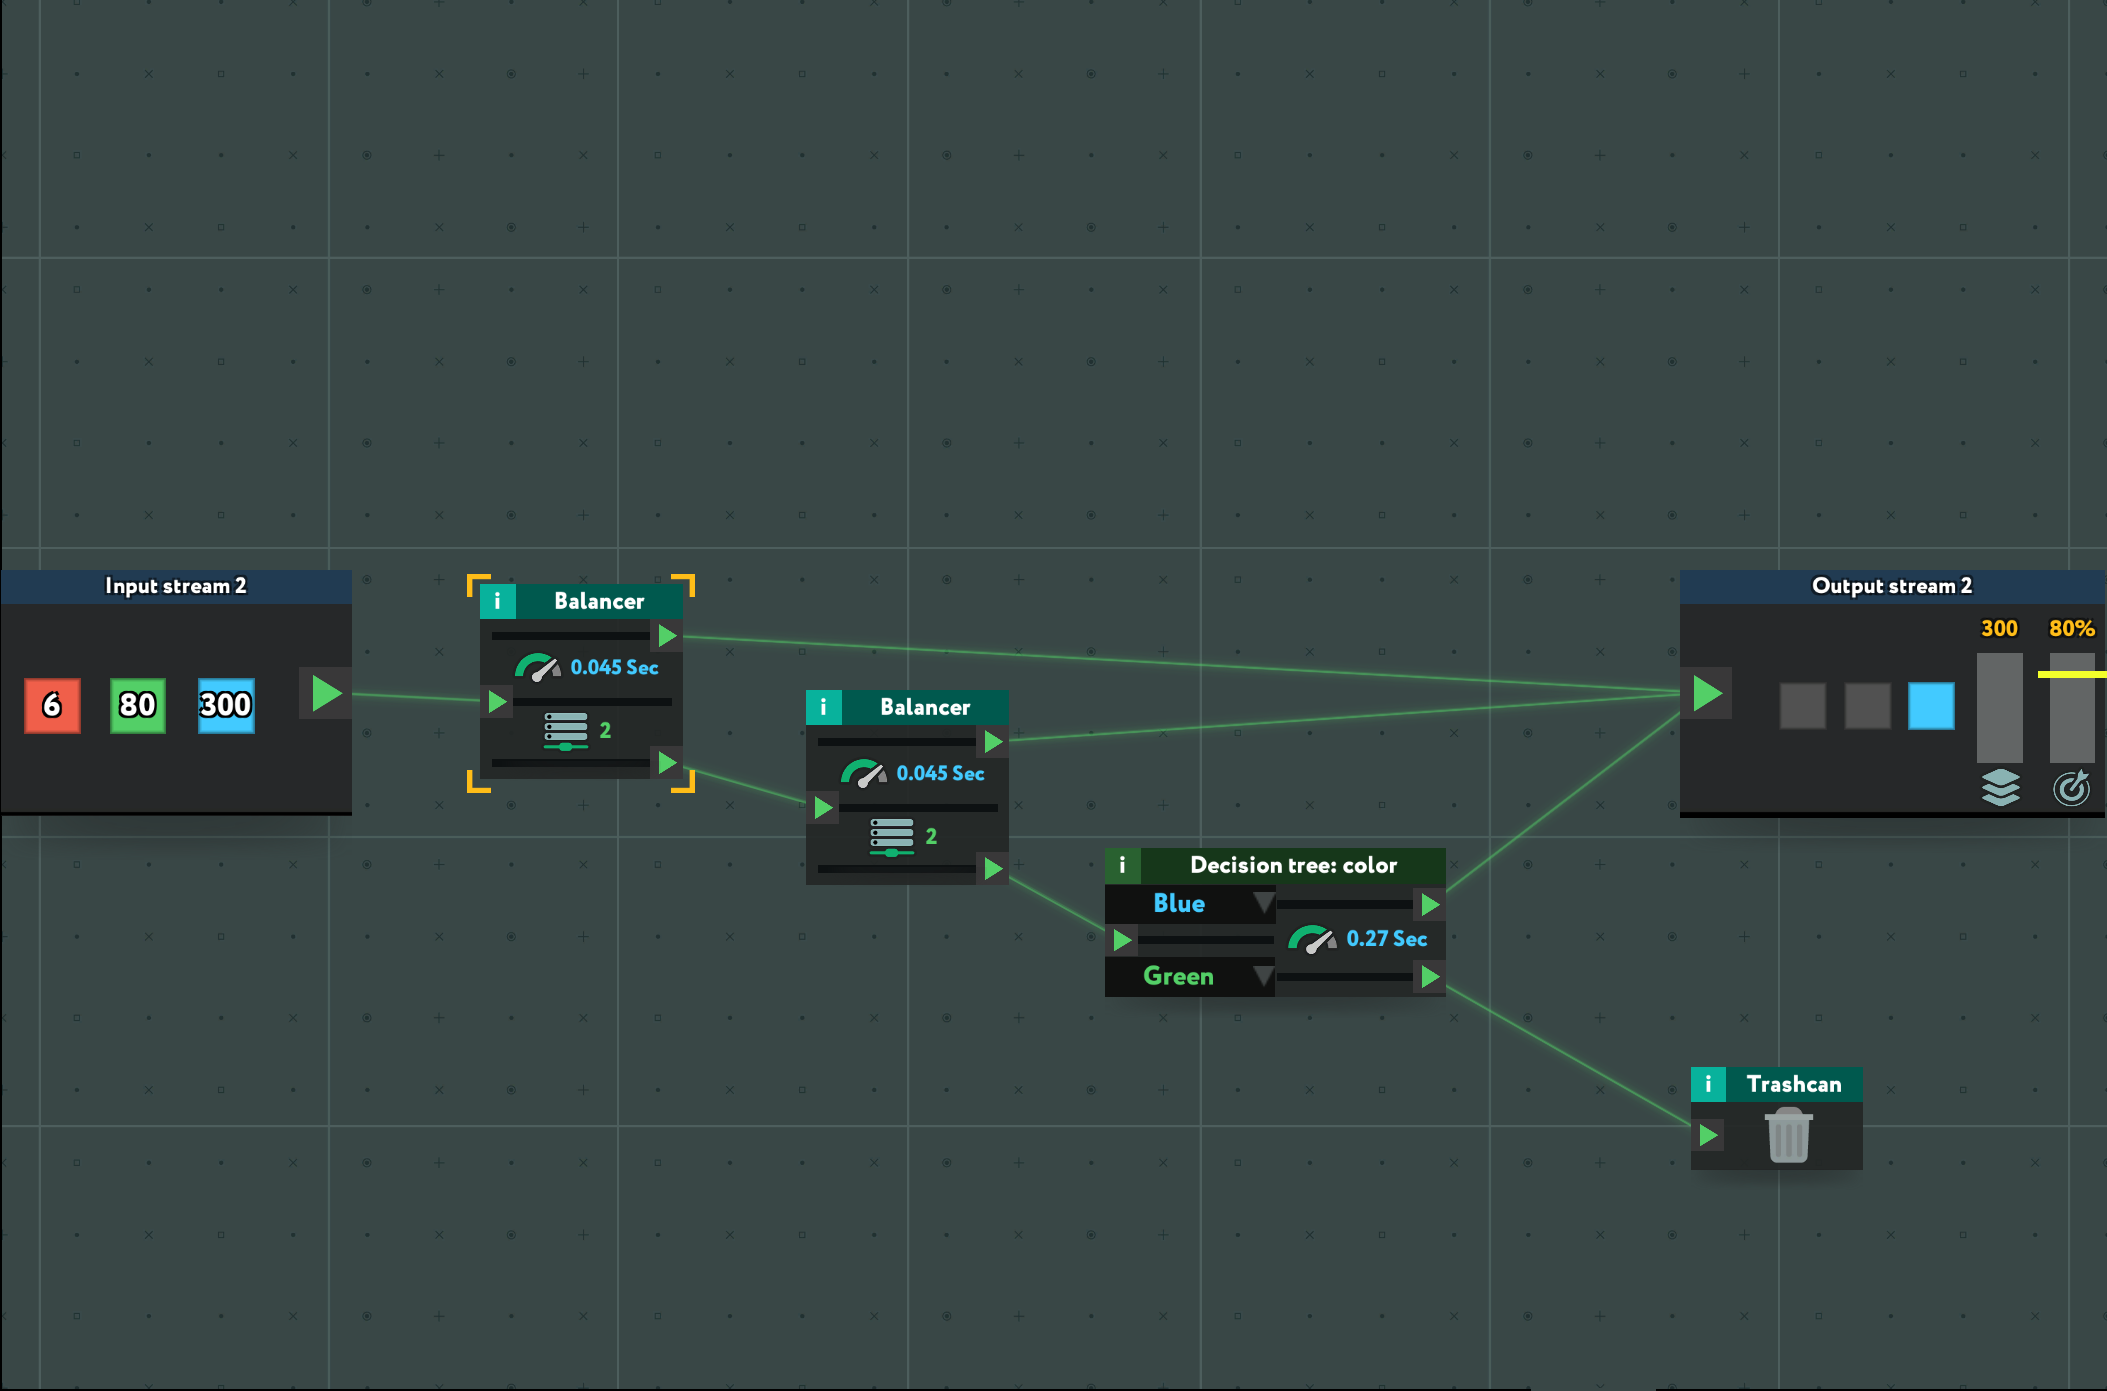 Input stream 2
6 80 300
i Balancer
0.045 Sec
2
i Balancer
0.045 Sec
2
i Decision tree: color
Blue
0.27 Sec
Green
Output stream 2
300 80%
i Trashcan